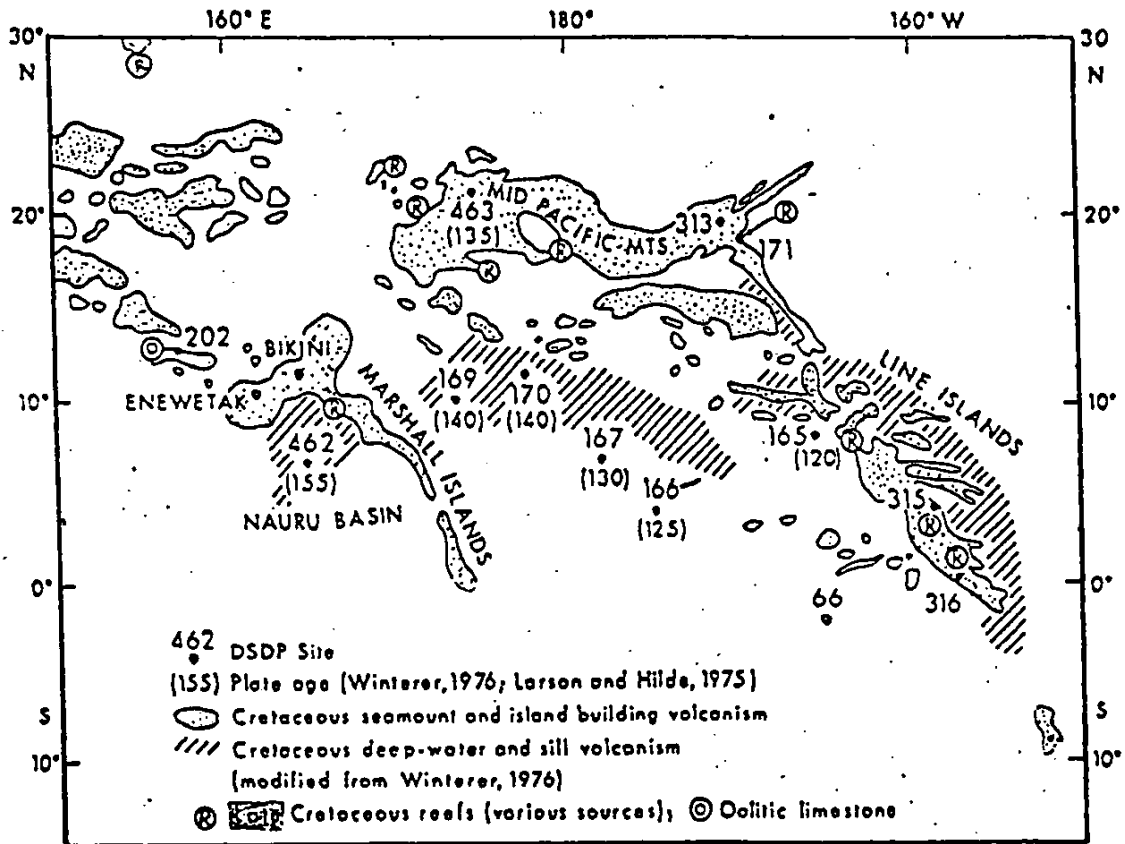 160° E 180° 160° W
30° 30
N N
R
R
20° 463 MID PACIFIC MTS. 313 R 20°
(135) R 171
R
R
202
BIKINI
LINE ISLANDS
ENEWETAK MARSHALL ISLANDS
10° 169 170 10°
(140) (140)
R
462 167 165 R
(155) (130) (120)
166
(125) 315
NAURU BASIN R
R
0° 0°
66 316
462 DSDP Site
(155) Plate age (Winterer, 1976; Larson and Hilde, 1975)
S Cretaceous seamount and island building volcanism S
Cretaceous deep-water and sill volcanism
10° (modified from Winterer, 1976) 10°
R Cretaceous reefs (various sources); Oolitic limestone